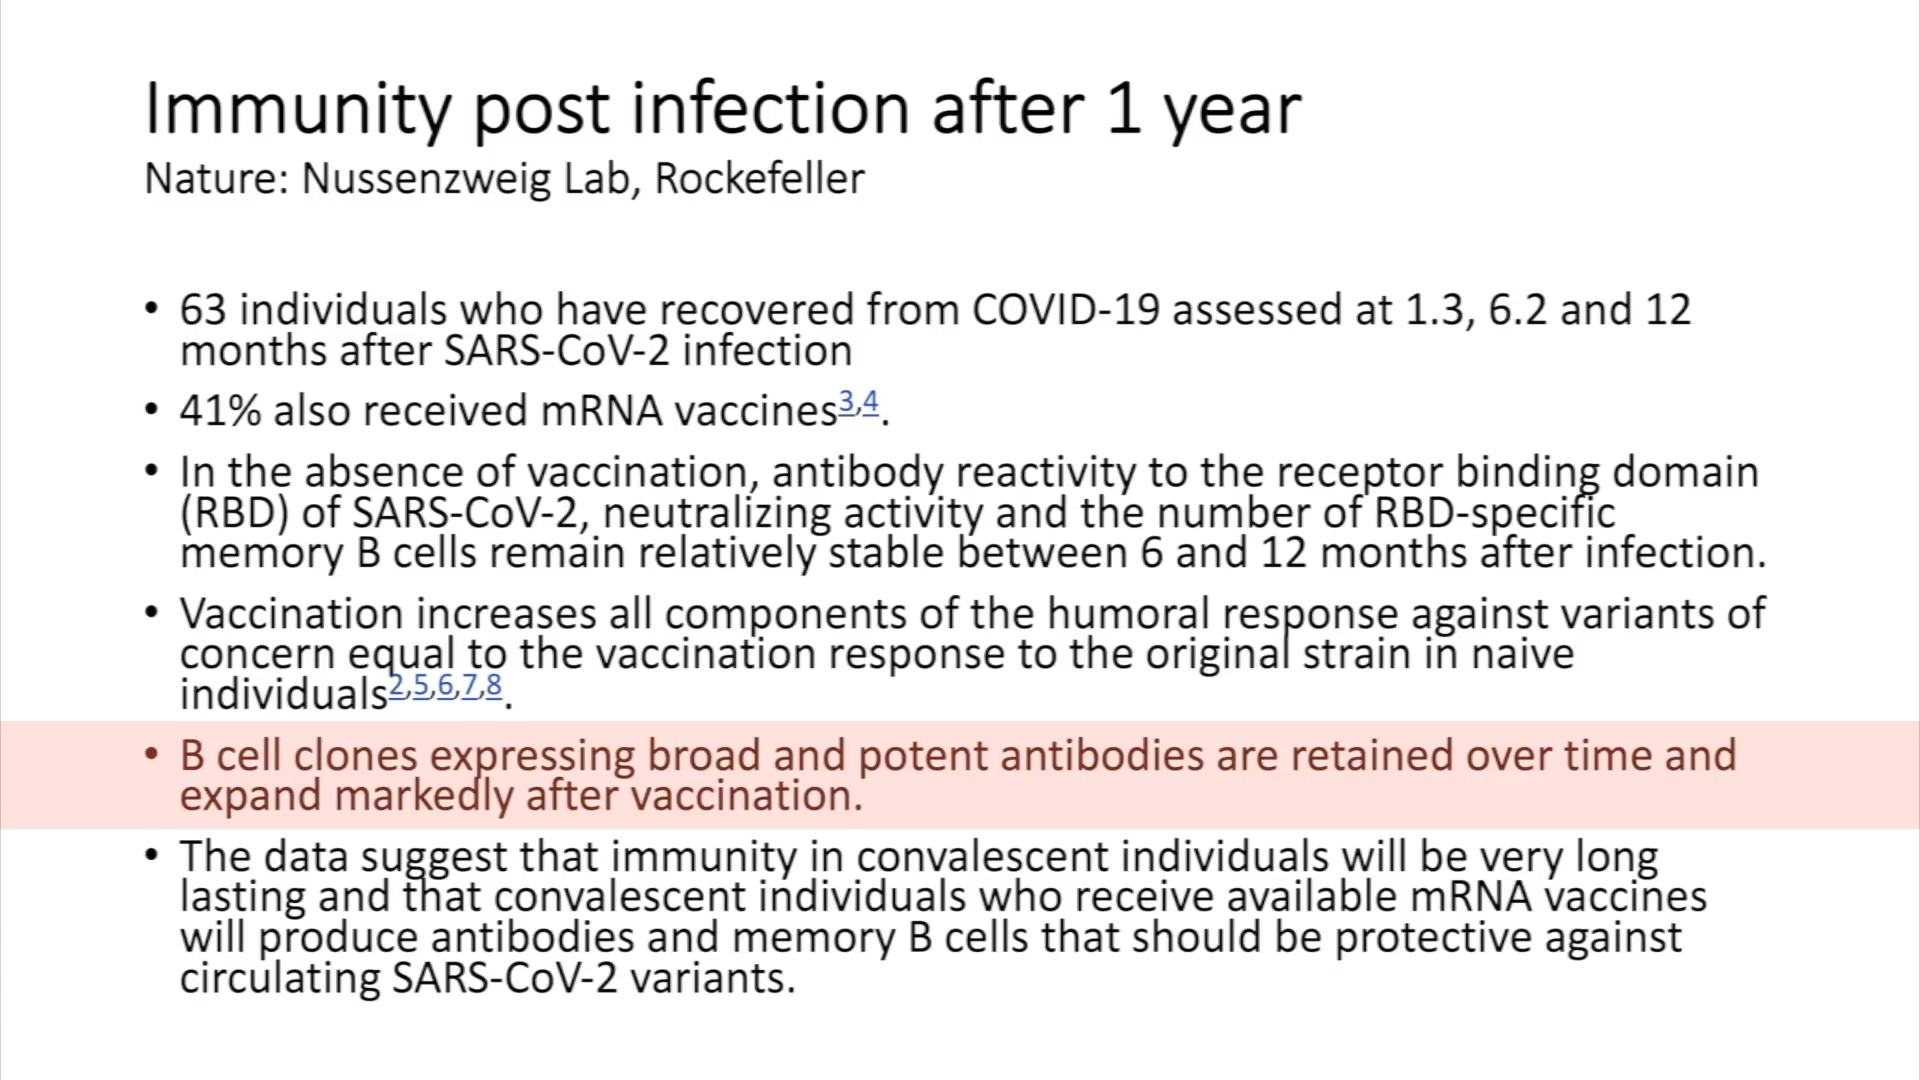 Immunity post infection after 1 year
Nature: Nussenzweig Lab, Rockefeller
• 63 individuals who have recovered from COVID-19 assessed at 1.3, 6.2 and 12
months after SARS-CoV-2 infection
• 41% also received mRNA vaccines3,4.
• In the absence of vaccination, antibody reactivity to the receptor binding domain
(RBD) of SARS-CoV-2, neutralizing activity and the number of RBD-specific
memory B cells remain relatively stable between 6 and 12 months after infection.
• Vaccination increases all components of the humoral response against variants of
concern equal to the vaccination response to the original strain in naive
individuals2,5,6,7,8.
• B cell clones expressing broad and potent antibodies are retained over time and
expand markedly after vaccination.
• The data suggest that immunity in convalescent individuals will be very long
lasting and that convalescent individuals who receive available mRNA vaccines
will produce antibodies and memory B cells that should be protective against
circulating SARS-CoV-2 variants.